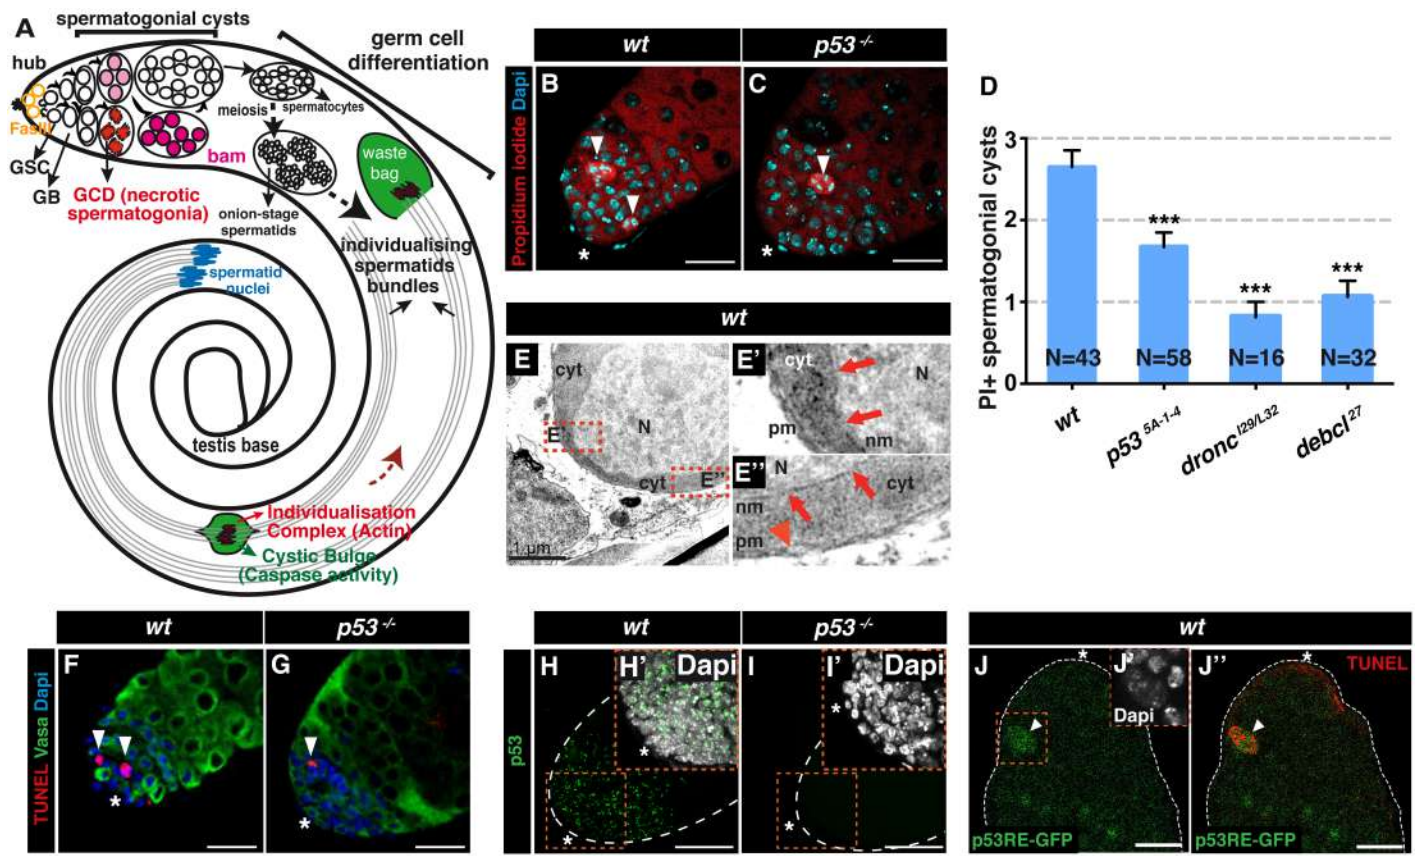 A
spermatogonial cysts
germ cell
differentiation
hub
FasIII
GSC
GB
meiosis
spermatocytes
bam
waste
bag
GCD (necrotic
spermatogonia)
onion-stage
spermatids
individualising
spermatids
bundles
spermatid
nuclei
testis base
Individualisation
Complex (Actin)
Cystic Bulge
(Caspase activity)
wt
p53 -/-
Propidium iodide Dapi
B
*
C
*
wt
E
cyt
N
E'
cyt
E''
1 µm
E'
cyt
N
pm
nm
E''
N
cyt
nm
pm
D
PI+ spermatogonial cysts
3
2
1
0
***
***
***
N=43
N=58
N=16
N=32
wt
p53 5A-1-4
dronc I29/L32
debcl 27
wt
p53 -/-
TUNEL Vasa Dapi
F
*
G
*
wt
p53 -/-
p53
H
H'
Dapi
*
*
I
I'
Dapi
*
*
wt
J
*
J'
Dapi
p53RE-GFP
J''
*
TUNEL
p53RE-GFP